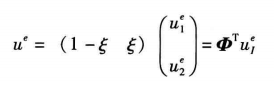 u^e = (1-ξ  ξ) (u_1^e u_2^e) = Φ^T u_I^e